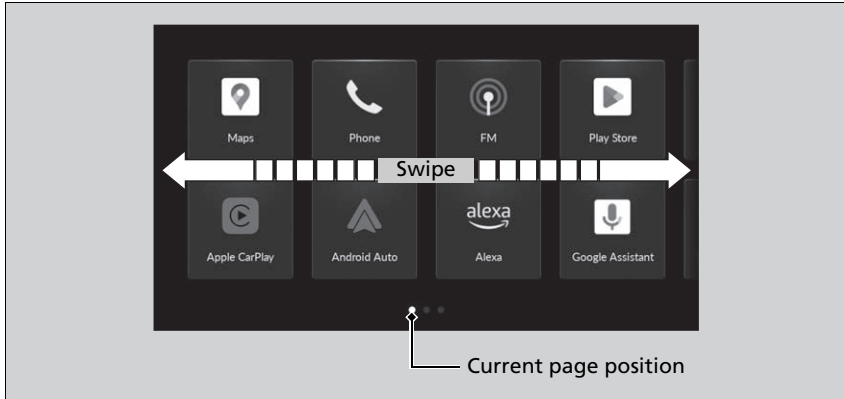 Maps
Phone
FM
Play Store
Swipe
Apple CarPlay
Android Auto
alexa
Alexa
Google Assistant
Current page position